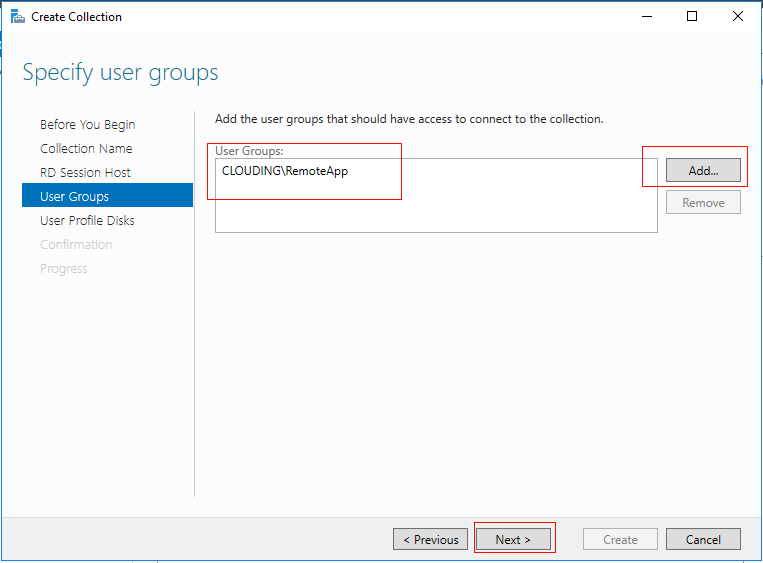 Create Collection
Specify user groups
Before You Begin
Collection Name
RD Session Host
User Groups
User Profile Disks
Confirmation
Progress
Add the user groups that should have access to connect to the collection.
User Groups:
CLOUDING\RemoteApp
Add...
Remove
< Previous
Next >
Create
Cancel